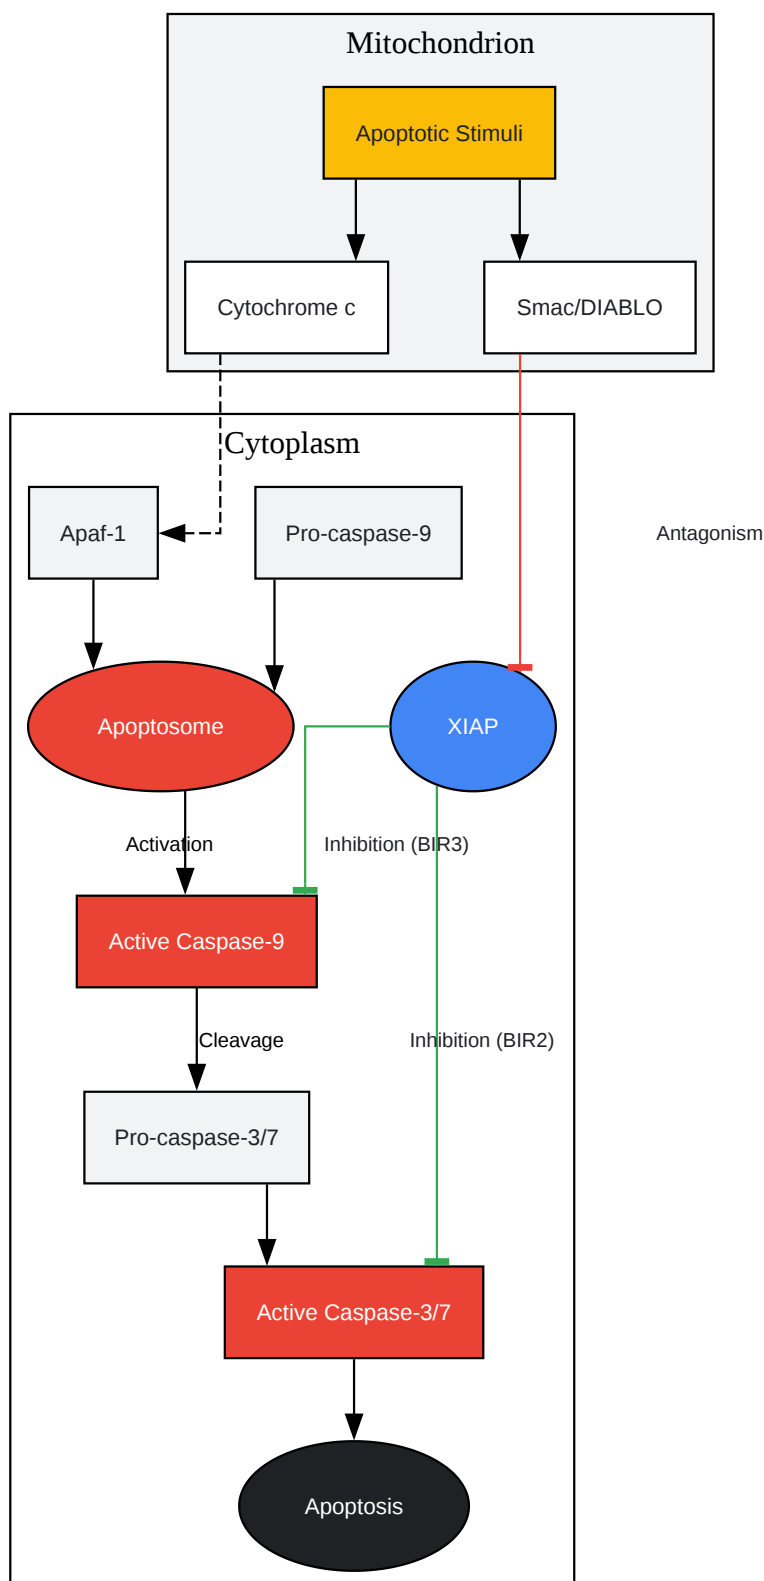 Mitochondrion
Apoptotic Stimuli
Cytochrome c
Smac/DIABLO
Cytoplasm
Apaf-1
Pro-caspase-9
Antagonism
Apoptosome
XIAP
Activation
Inhibition (BIR3)
Active Caspase-9
Cleavage
Inhibition (BIR2)
Pro-caspase-3/7
Active Caspase-3/7
Apoptosis